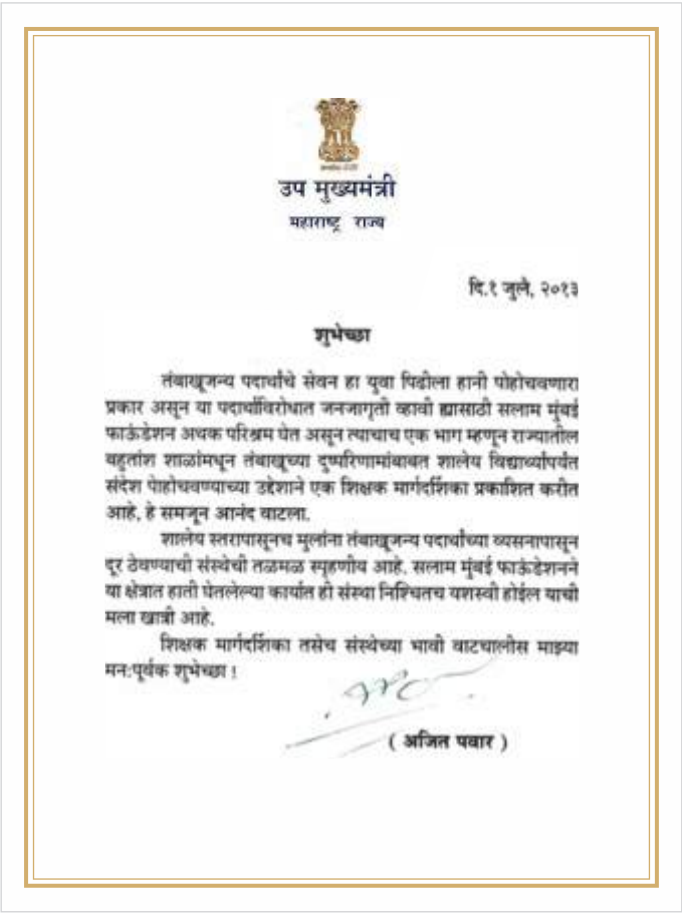 उप मुख्यमंत्री
महाराष्ट्र राज्य
दि.१ जुलै, २०१३
शुभेच्छा
तंबाखूजन्य पदार्थांचे सेवन हा युवा पिढीला हानी पोहोचवणारा
प्रकार असून या पदार्थाविरोधात जनजागृती व्हावी ह्यासाठी सलाम मुंबई
फाऊंडेशन अथक परिश्रम घेत असून त्याचाच एक भाग म्हणून राज्यातील
बहुतांश शाळांमधून तंबाखूच्या दुष्परिणामांबाबत शालेय विद्यार्थ्यांपर्यंत
संदेश पोहोचवण्याच्या उद्देशाने एक शिक्षक मार्गदर्शिका प्रकाशित करीत
आहे, हे समजून आनंद वाटला.
शालेय स्तरापासूनच मुलांना तंबाखूजन्य पदार्थांच्या व्यसनापासून
दूर ठेवण्याची संस्थेची तळमळ स्पृहणीय आहे. सलाम मुंबई फाऊंडेशनने
या क्षेत्रात हाती घेतलेल्या कार्यात ही संस्था निश्चितच यशस्वी होईल याची
मला खात्री आहे.
शिक्षक मार्गदर्शिका तसेच संस्थेच्या भावी वाटचालीस माझ्या
मन:पूर्वक शुभेच्छा !
( अजित पवार )